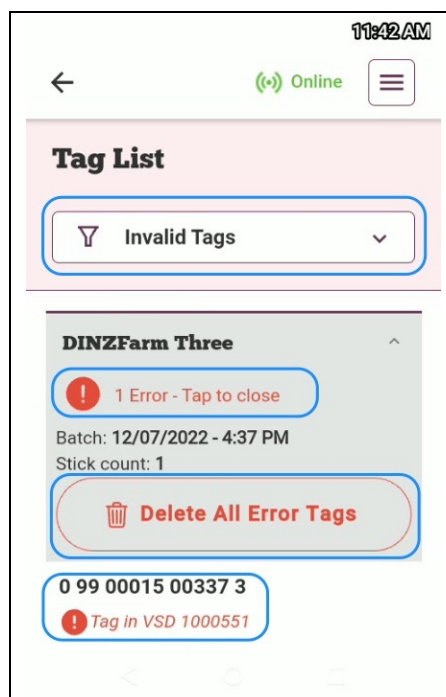 11:42 AM
Online
Tag List
Invalid Tags
DINZFarm Three
1 Error - Tap to close
Batch: 12/07/2022 - 4:37 PM
Stick count: 1
Delete All Error Tags
0 99 00015 00337 3
Tag in VSD 1000551